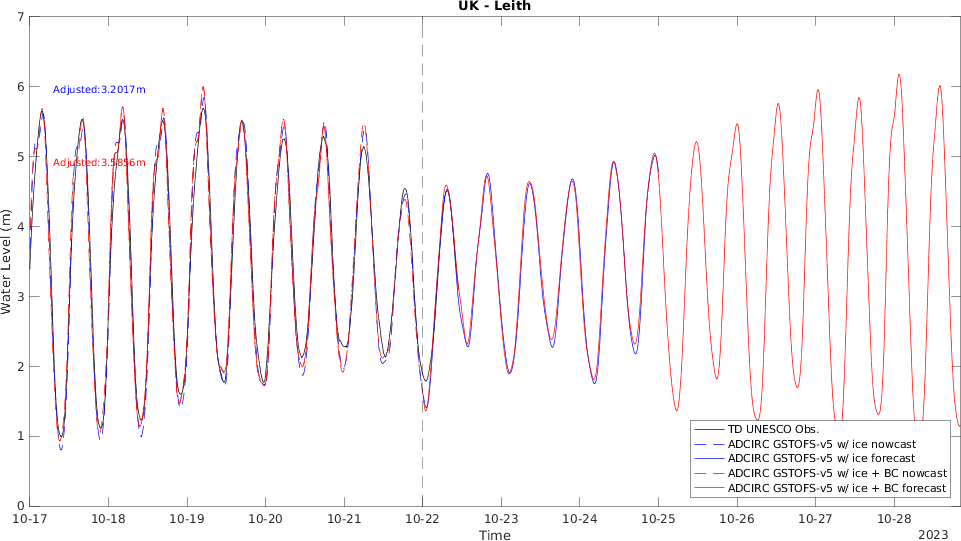 UK - Leith
7
6
5
4
3
2
1
0
Water Level (m)
Adjusted:3.2017m
Adjusted:3.5856m
TD UNESCO Obs.
ADCIRC GSTOFS-v5 w/ ice nowcast
ADCIRC GSTOFS-v5 w/ ice forecast
ADCIRC GSTOFS-v5 w/ ice + BC nowcast
ADCIRC GSTOFS-v5 w/ ice + BC forecast
10-17 10-18 10-19 10-20 10-21 10-22 10-23 10-24 10-25 10-26 10-27 10-28
Time
2023